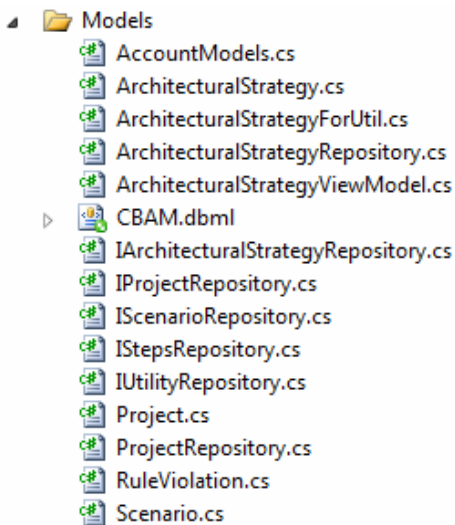 Models
AccountModels.cs
ArchitecturalStrategy.cs
ArchitecturalStrategyForUtil.cs
ArchitecturalStrategyRepository.cs
ArchitecturalStrategyViewModel.cs
CBAM.dbml
IArchitecturalStrategyRepository.cs
IProjectRepository.cs
IScenarioRepository.cs
IStepsRepository.cs
IUtilityRepository.cs
Project.cs
ProjectRepository.cs
RuleViolation.cs
Scenario.cs